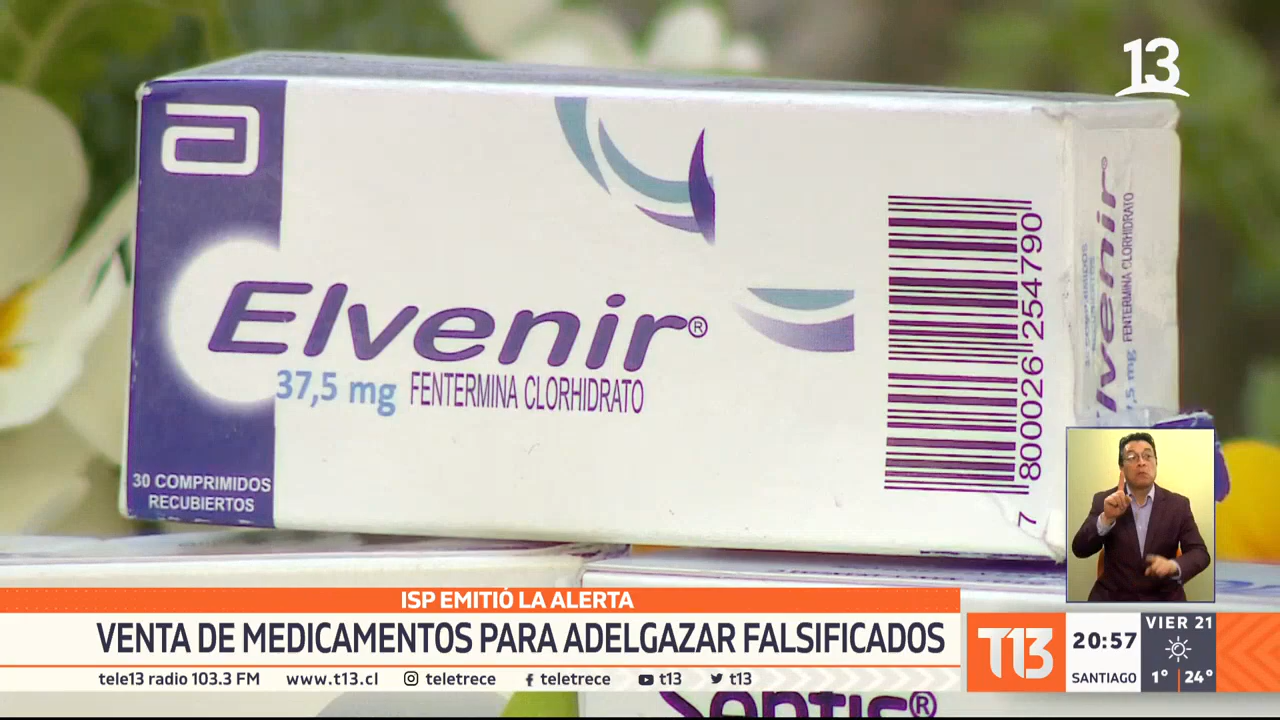 13
Elvenir®
37,5 mg FENTERMINA CLORHIDRATO
30 COMPRIMIDOS
RECUBIERTOS
7 800026 254790
Elvenir®
FENTERMINA CLORHIDRATO
ISP EMITIÓ LA ALERTA
VENTA DE MEDICAMENTOS PARA ADELGAZAR FALSIFICADOS
tele13 radio 103.3 FM www.t13.cl teletrece teletrece t13 t13
T13
20:57
SANTIAGO
VIER 21
1° 24°